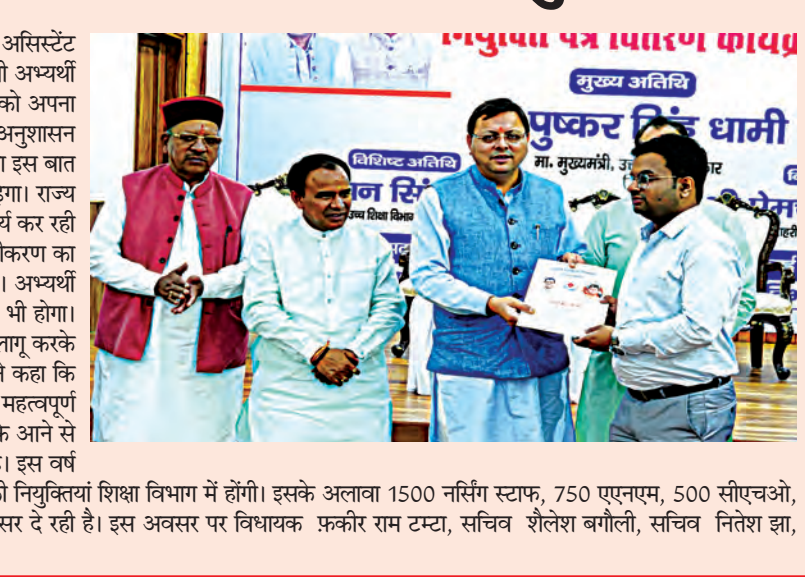 असिस्टेंट
अभ्यर्थी
को अपना
अनुशासन
इस बात
राज्य
कर रही
का
। अभ्यर्थी
भी होगा।
लागू करके
कहा कि
महत्वपूर्ण
के आने से
। इस वर्ष
नियुक्ति पत्र वितरण
मुख्य अतिथि
पुष्कर सिंह धामी
मा. मुख्यमंत्री,
विशिष्ट अतिथि
उच्च शिक्षा
नियुक्तियां शिक्षा विभाग में होंगी। इसके अलावा 1500 नर्सिंग स्टाफ, 750 एएनएम, 500 सीएचओ,
दे रही है। इस अवसर पर विधायक फ़कीर राम टम्टा, सचिव शैलेश बगौली, सचिव नितेश झा,